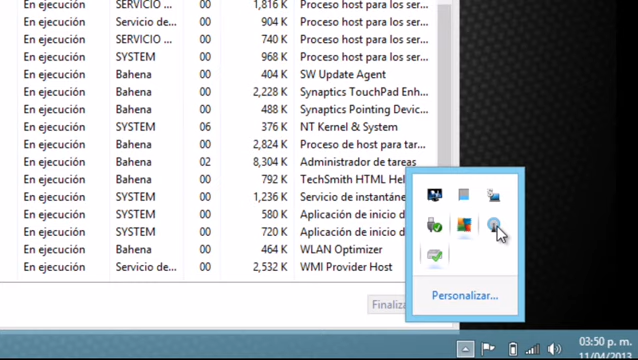 En ejecución SERVICIO ... 00 1,816 K Proceso host para los ser...
En ejecución Servicio de... 00 904 K Proceso host para los ser...
En ejecución SERVICIO ... 00 740 K Proceso host para los ser...
En ejecución SYSTEM 00 968 K Proceso host para los ser...
En ejecución Bahena 00 404 K SW Update Agent
En ejecución Bahena 00 2,228 K Synaptics TouchPad Enh...
En ejecución Bahena 00 488 K Synaptics Pointing Devic...
En ejecución SYSTEM 06 376 K NT Kernel & System
En ejecución Bahena 00 2,824 K Proceso de host para tar...
En ejecución Bahena 02 8,304 K Administrador de tareas
En ejecución Bahena 00 792 K TechSmith HTML Hel
En ejecución SYSTEM 00 1,236 K Servicio de instantáne
En ejecución SYSTEM 00 580 K Aplicación de inicio d
En ejecución SYSTEM 00 720 K Aplicación de inicio d
En ejecución Bahena 00 464 K WLAN Optimizer
En ejecución Servicio de... 00 2,532 K WMI Provider Host
Finaliza
Personalizar...
03:50 p. m.
11/04/2013